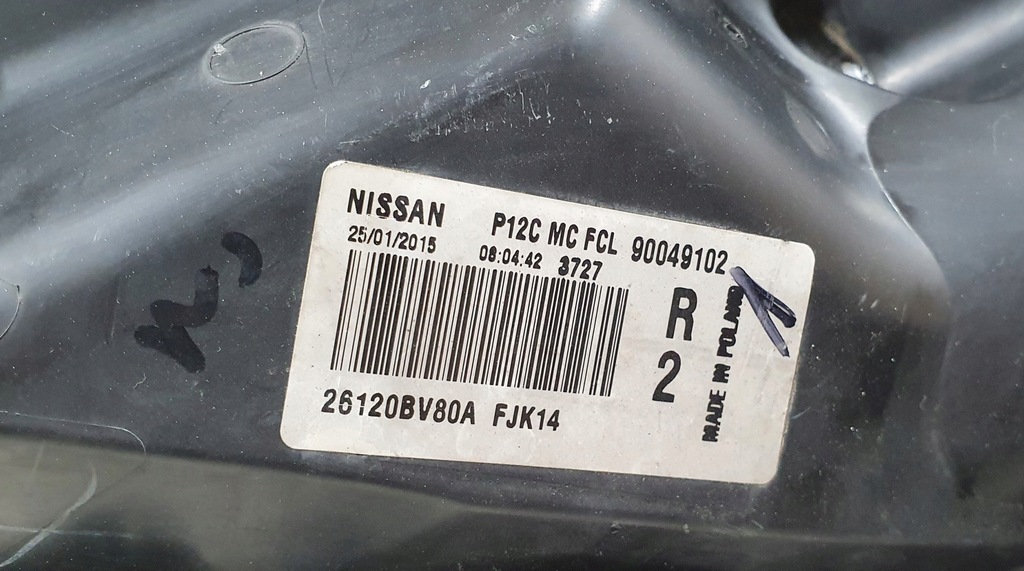 NISSAN P12C MC FCL 90049102
25/01/2015 08:04:42 3727
R
2
MADE IN POLAND
26120BV80A FJK14